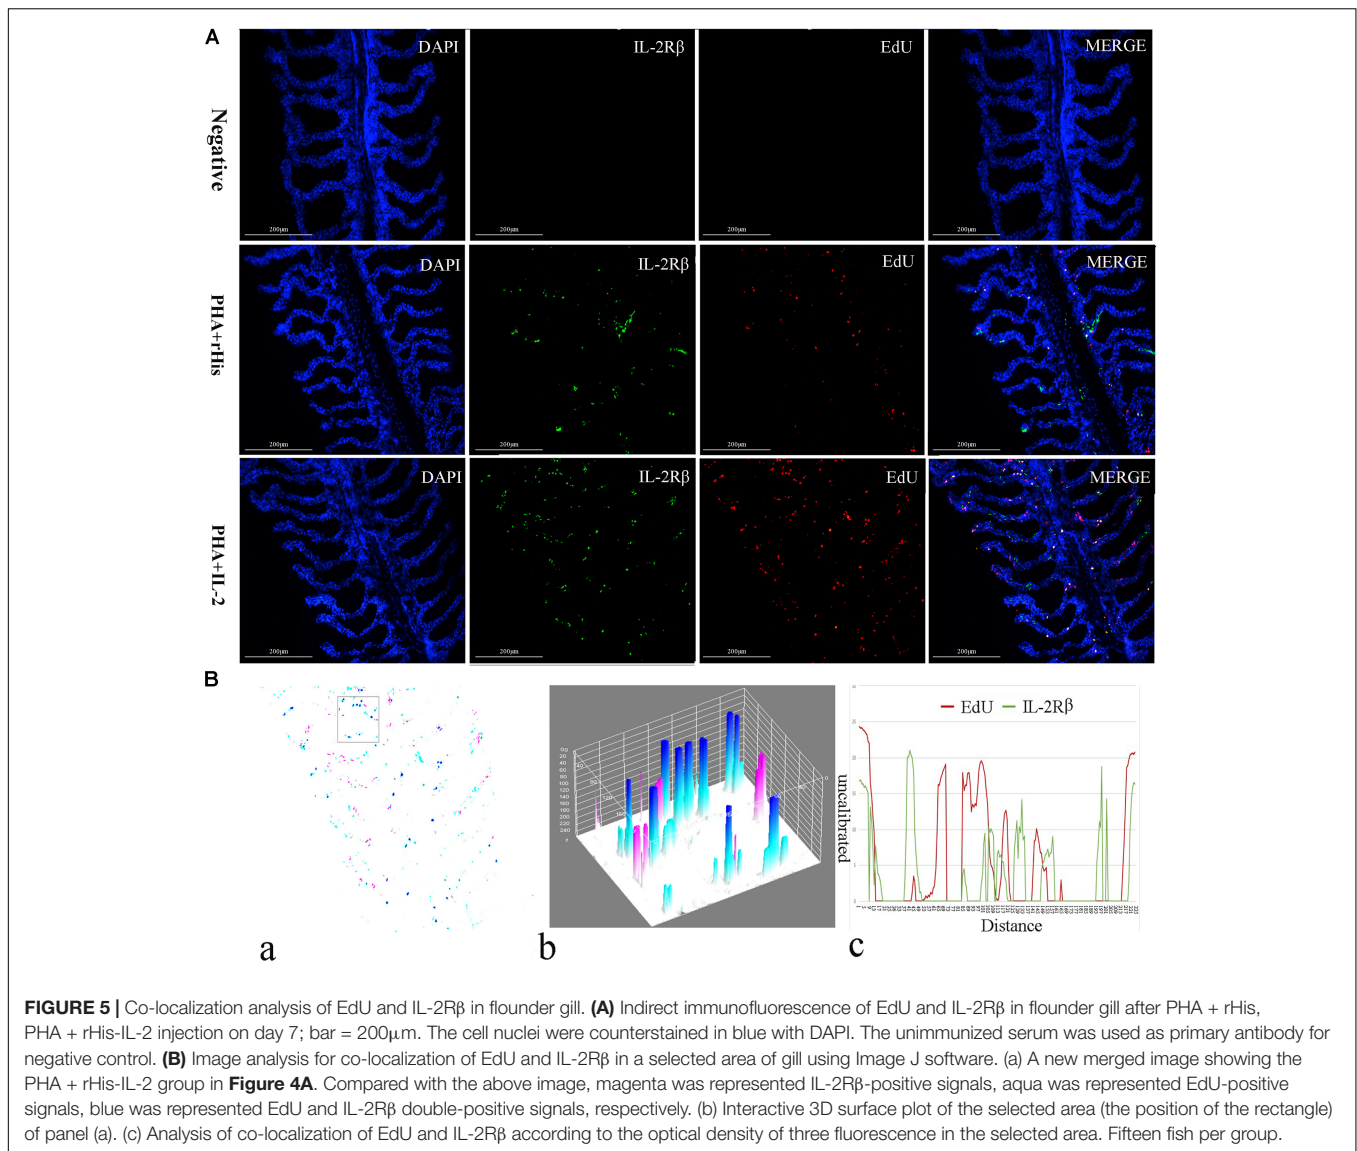 A
DAPI IL-2Rβ EdU MERGE
Negative
200μm 200μm 200μm 200μm
DAPI IL-2Rβ EdU MERGE
PHA+rHis
200μm 200μm 200μm 200μm
DAPI IL-2Rβ EdU MERGE
PHA+IL-2
200μm 200μm 200μm 200μm
B
EdU IL-2Rβ
uncalibrated
Distance
a b c
FIGURE 5 | Co-localization analysis of EdU and IL-2Rβ in flounder gill. (A) Indirect immunofluorescence of EdU and IL-2Rβ in flounder gill after PHA + rHis,
PHA + rHis-IL-2 injection on day 7; bar = 200μm. The cell nuclei were counterstained in blue with DAPI. The unimmunized serum was used as primary antibody for
negative control. (B) Image analysis for co-localization of EdU and IL-2Rβ in a selected area of gill using Image J software. (a) A new merged image showing the
PHA + rHis-IL-2 group in Figure 4A. Compared with the above image, magenta was represented IL-2Rβ-positive signals, aqua was represented EdU-positive
signals, blue was represented EdU and IL-2Rβ double-positive signals, respectively. (b) Interactive 3D surface plot of the selected area (the position of the rectangle)
of panel (a). (c) Analysis of co-localization of EdU and IL-2Rβ according to the optical density of three fluorescence in the selected area. Fifteen fish per group.